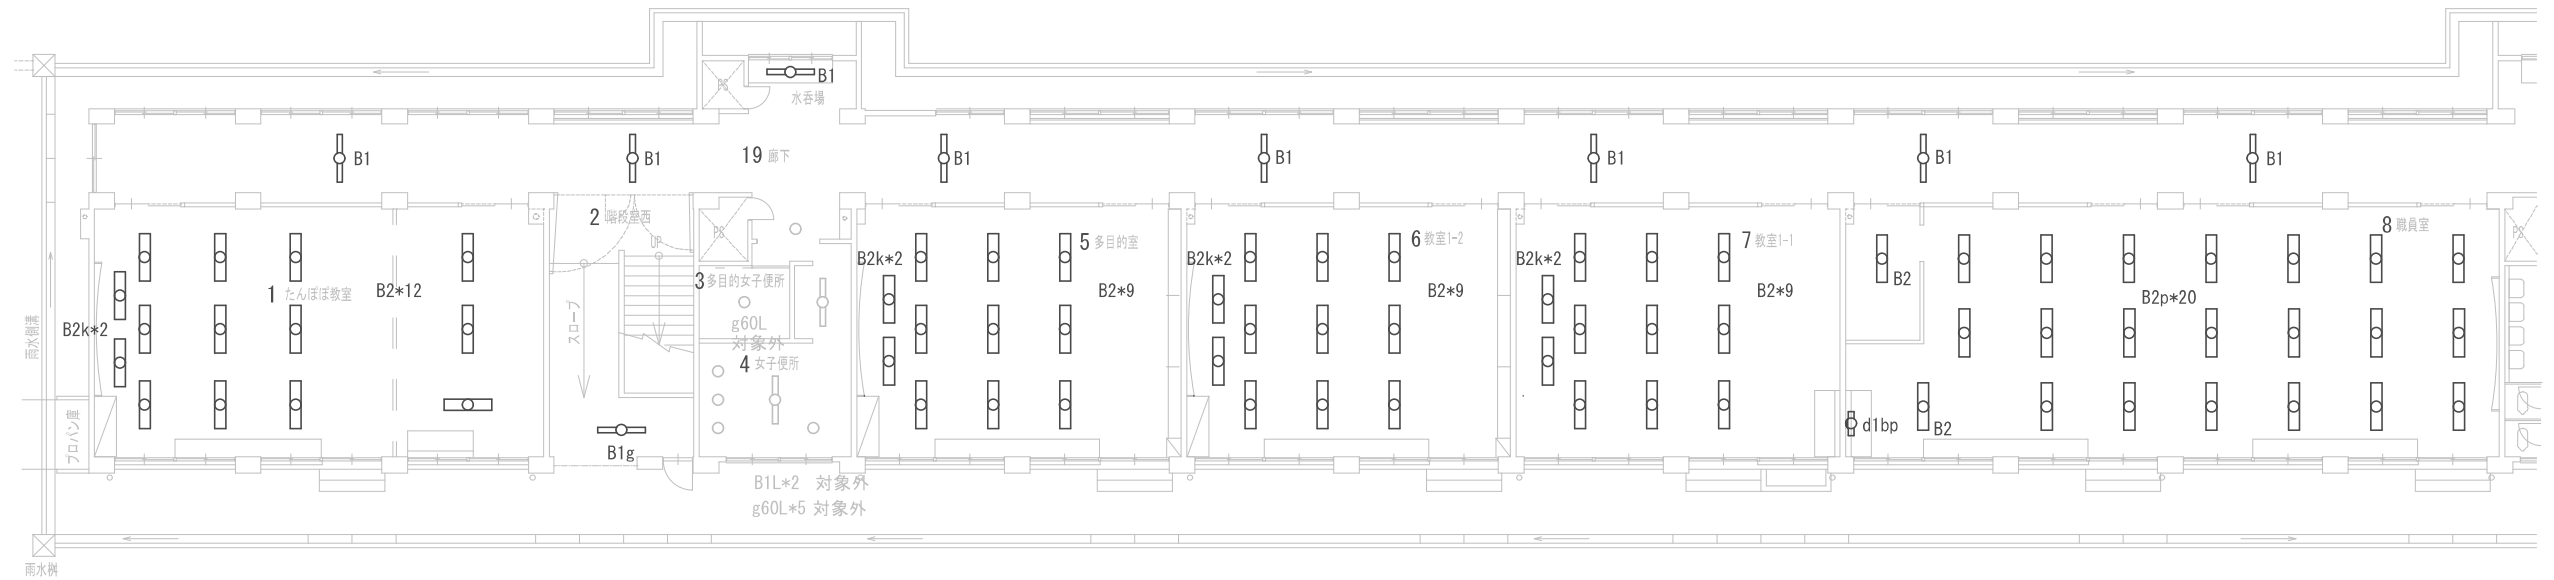 B1
PS
水呑場
B1
B1
19 廊下
B1
B1
B1
B1
B1
2 階段室西
UP
PS
5 多目的室
6 教室1-2
7 教室1-1
8 職員室
PS
B2k*2
B2k*2
B2k*2
B2
3 多目的女子便所
1 たんぽぽ教室
B2*12
B2*9
B2*9
B2*9
B2p*20
雨水側溝
B2k*2
スロープ
g60L
対象外
4 女子便所
プロパン庫
B1g
d1bp
B2
B1L*2 対象外
g60L*5 対象外
雨水桝